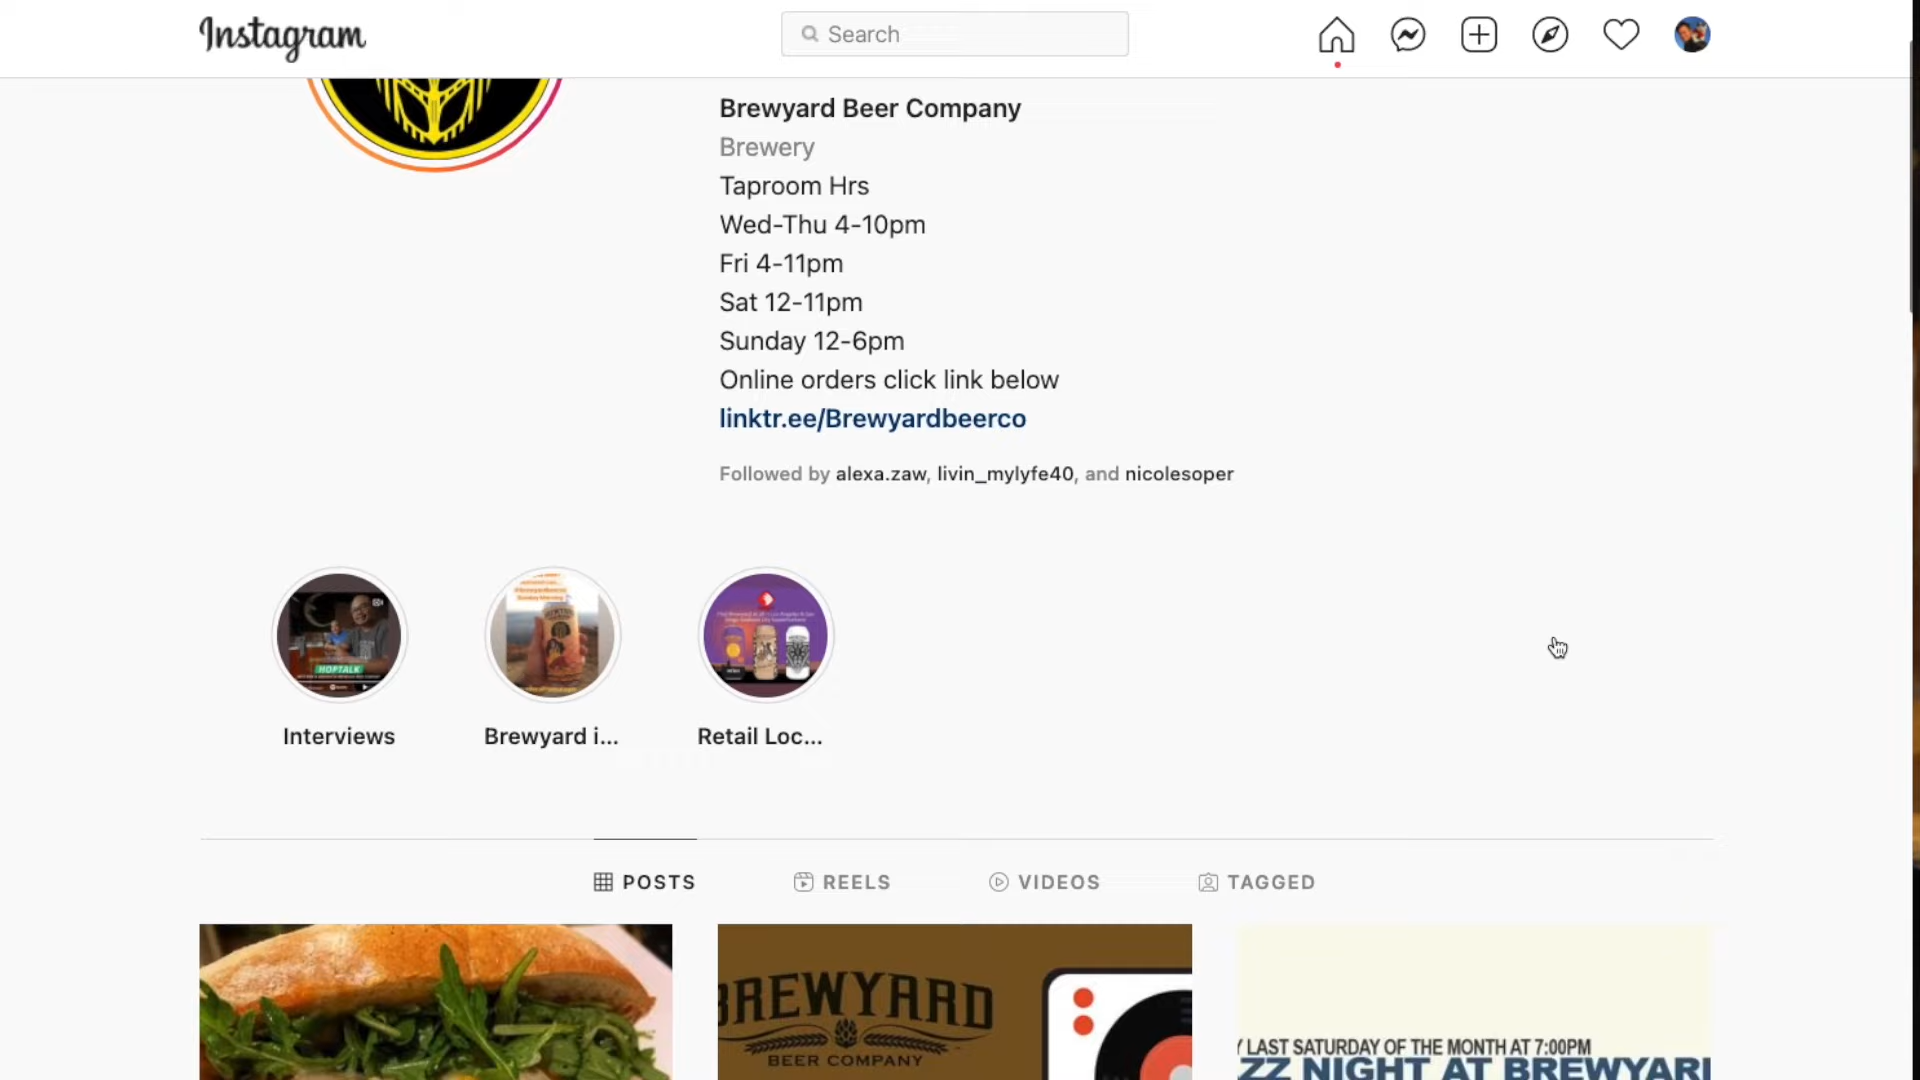 Instagram
Search
Brewyard Beer Company
Brewery
Taproom Hrs
Wed-Thu 4-10pm
Fri 4-11pm
Sat 12-11pm
Sunday 12-6pm
Online orders click link below
linktr.ee/Brewyardbeerco
Followed by alexa.zaw, livin_mylyfe40, and nicolesoper
HOPTALK
Interviews
Brewyard i...
Retail Loc...
POSTS
REELS
VIDEOS
TAGGED
BREWYARD
BEER COMPANY
Y LAST SATURDAY OF THE MONTH AT 7:00PM
ZZ NIGHT AT BREWYARD